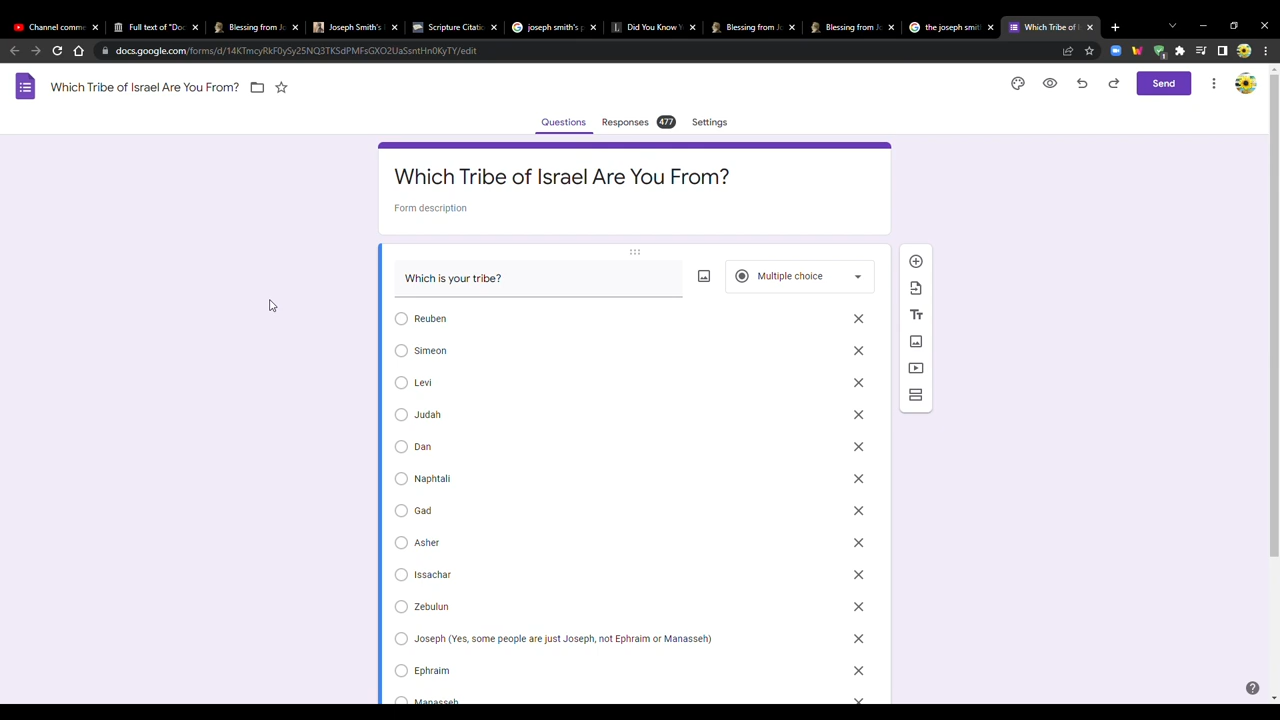 Channel comme
Full text of "Doc
Blessing from Jo
Joseph Smith's
Scripture Citatio
joseph smith's p
Did You Know Y
Blessing from Jo
Blessing from Jo
the joseph smit
Which Tribe of I
docs.google.com/forms/d/14KTmcyRkF0ySy25NQ3TKSdPMFsGXO2UaSsntHn0KyTY/edit
Which Tribe of Israel Are You From?
Send
Questions
Responses 477
Settings
Which Tribe of Israel Are You From?
Form description
Which is your tribe?
Multiple choice
Reuben
Simeon
Levi
Judah
Dan
Naphtali
Gad
Asher
Issachar
Zebulun
Joseph (Yes, some people are just Joseph, not Ephraim or Manasseh)
Ephraim
Manasseh